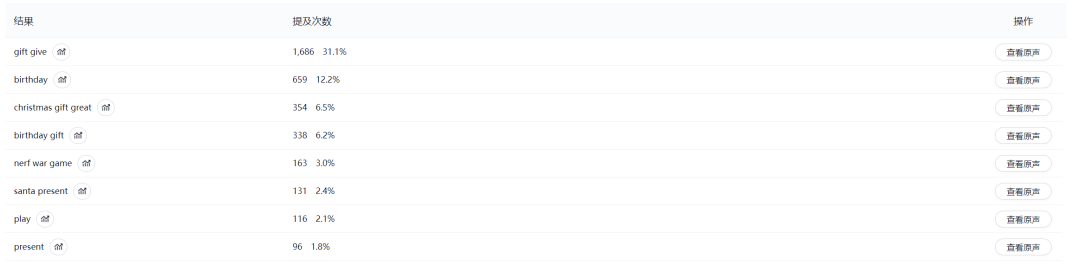 结果 提及次数 操作
gift give 1,686 31.1% 查看原声
birthday 659 12.2% 查看原声
christmas gift great 354 6.5% 查看原声
birthday gift 338 6.2% 查看原声
nerf war game 163 3.0% 查看原声
santa present 131 2.4% 查看原声
play 116 2.1% 查看原声
present 96 1.8% 查看原声